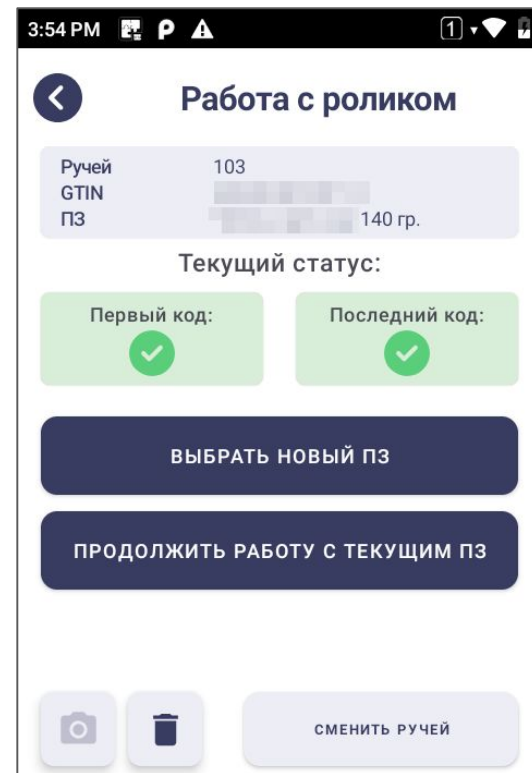 3:54 PM
1
Работа с роликом
Ручей 103
GTIN
ПЗ 140 гр.
Текущий статус:
Первый код: Последний код:
ВЫБРАТЬ НОВЫЙ ПЗ
ПРОДОЛЖИТЬ РАБОТУ С ТЕКУЩИМ ПЗ
СМЕНИТЬ РУЧЕЙ